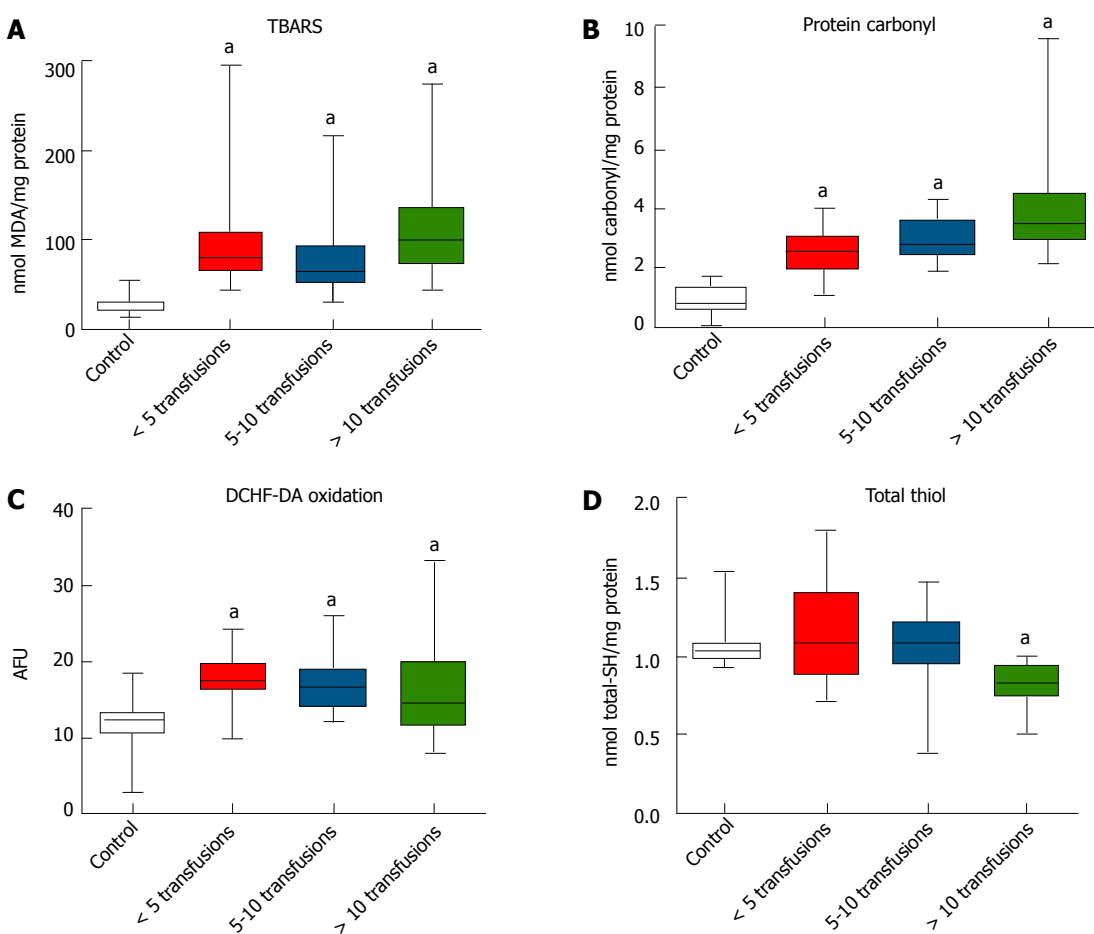 A
TBARS
a
a
a
300
200
100
0
nmol MDA/mg protein
Control
< 5 transfusions
5-10 transfusions
> 10 transfusions
B
Protein carbonyl
a
a
a
10
8
6
4
2
0
nmol carbonyl/mg protein
Control
< 5 transfusions
5-10 transfusions
> 10 transfusions
C
DCHF-DA oxidation
a
a
a
40
30
20
10
0
AFU
Control
< 5 transfusions
5-10 transfusions
> 10 transfusions
D
Total thiol
a
2.0
1.5
1.0
0.5
0.0
nmol total-SH/mg protein
Control
< 5 transfusions
5-10 transfusions
> 10 transfusions